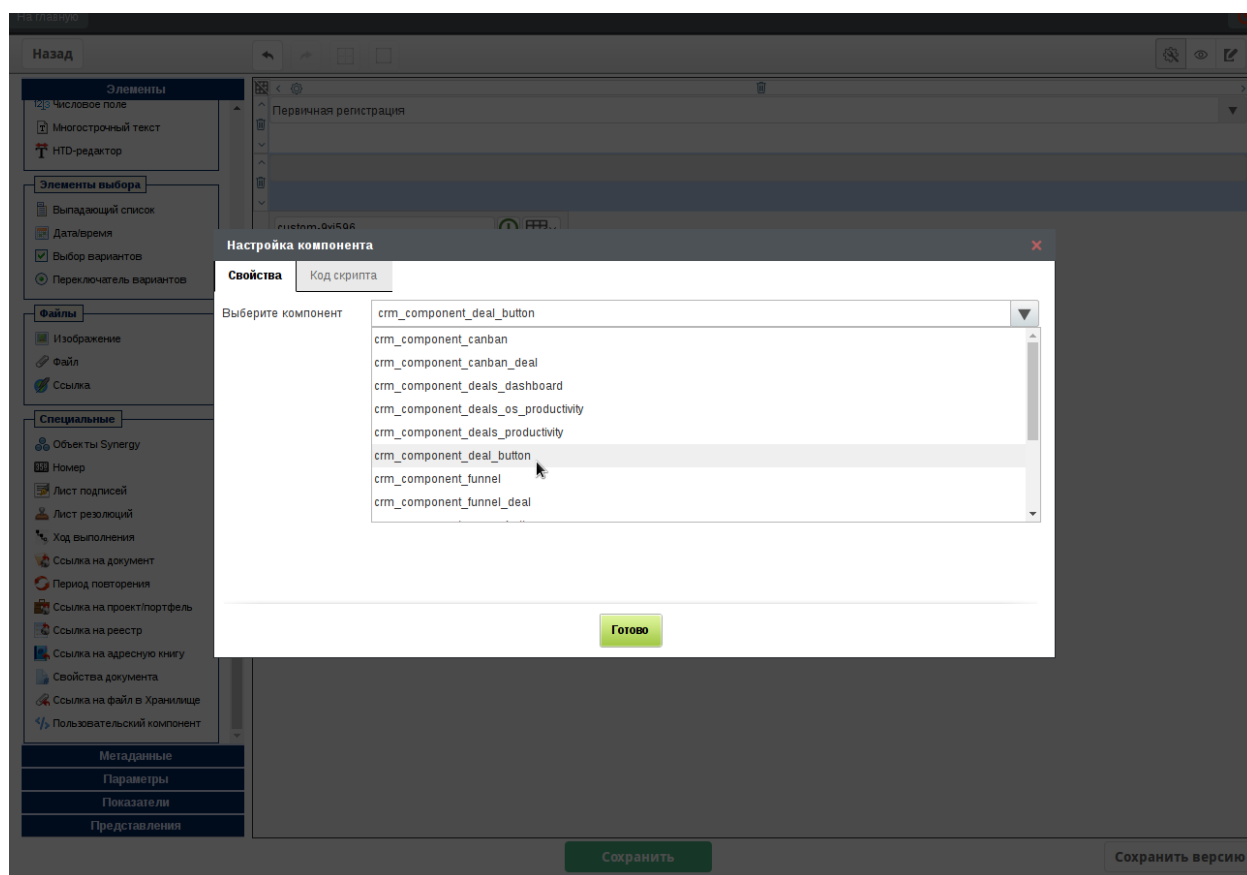 На главную
Назад
Элементы
Числовое поле
Многострочный текст
HTD-редактор
Элементы выбора
Выпадающий список
Дата/время
Выбор вариантов
Переключатель вариантов
Файлы
Изображение
Файл
Ссылка
Специальные
Объекты Synergy
Номер
Лист подписей
Лист резолюций
Ход выполнения
Ссылка на документ
Период повторения
Ссылка на проект/портфель
Ссылка на реестр
Ссылка на адресную книгу
Свойства документа
Ссылка на файл в Хранилище
Пользовательский компонент
Метаданные
Параметры
Показатели
Представления
Первичная регистрация
custom-9xi596
Настройка компонента
Свойства
Код скрипта
Выберите компонент
crm_component_deal_button
crm_component_canban
crm_component_canban_deal
crm_component_deals_dashboard
crm_component_deals_os_productivity
crm_component_deals_productivity
crm_component_deal_button
crm_component_funnel
crm_component_funnel_deal
Готово
Сохранить
Сохранить версию